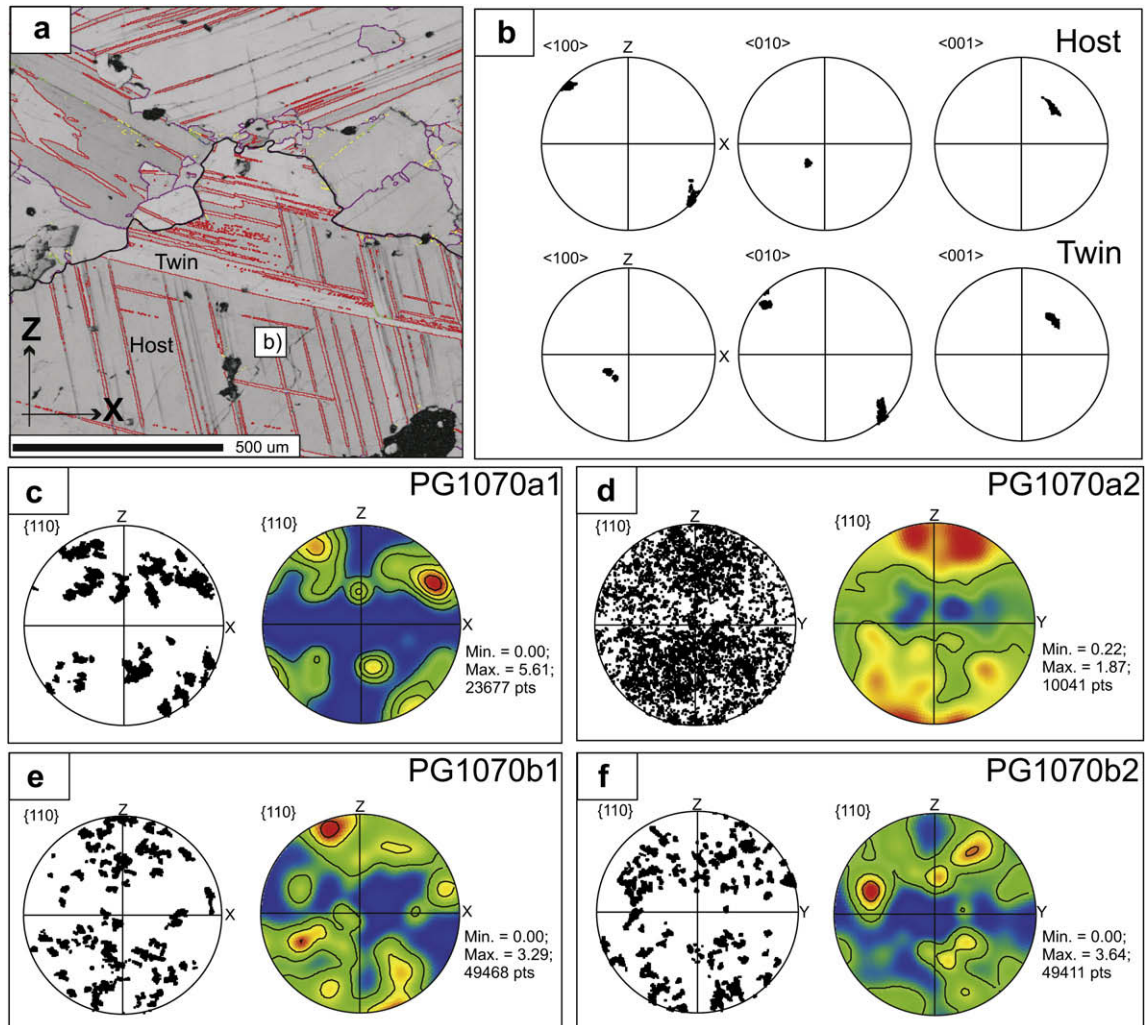 a
Twin
Host
b)
Z
X
500 um
b
Host
<100>
Z
<010>
<001>
X
Twin
<100>
Z
<010>
<001>
X
c
PG1070a1
{110}
Z
Z
X
X
Min. = 0.00;
Max. = 5.61;
23677 pts
d
PG1070a2
{110}
Z
{110}
Z
Y
Y
Min. = 0.22;
Max. = 1.87;
10041 pts
e
PG1070b1
{110}
Z
{110}
Z
X
X
Min. = 0.00;
Max. = 3.29;
49468 pts
f
PG1070b2
{110}
Z
{110}
Z
Y
Y
Min. = 0.00;
Max. = 3.64;
49411 pts